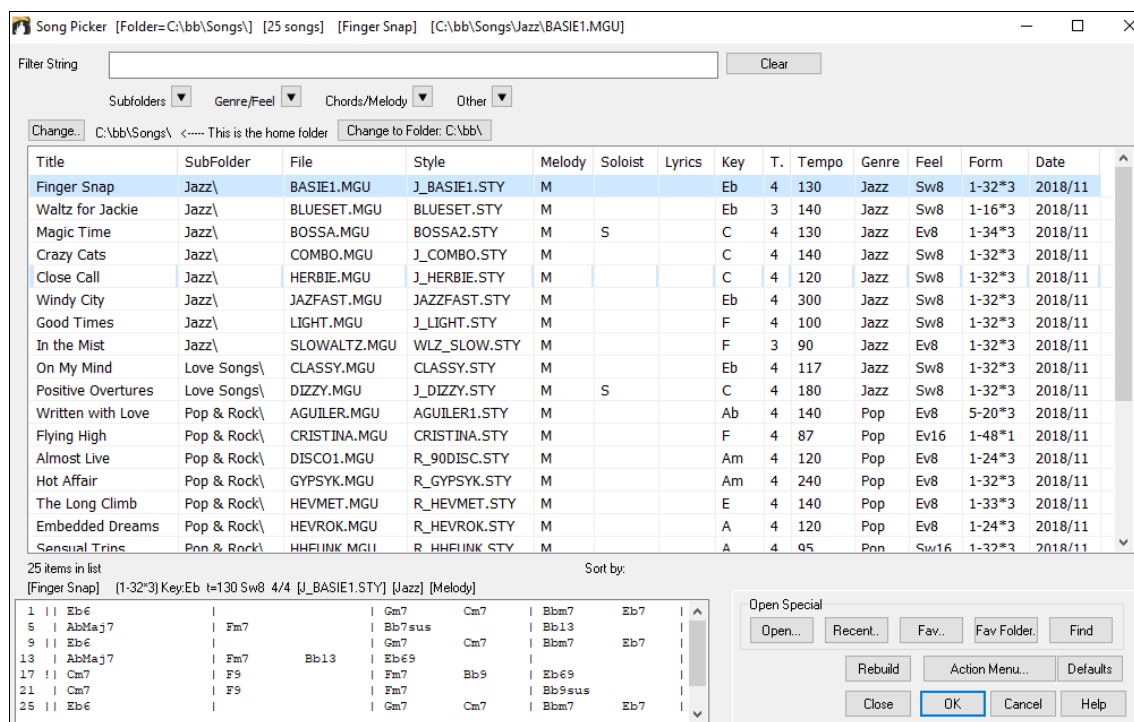 Song Picker [Folder=C:\bb\Songs\] [25 songs] [Finger Snap] [C:\bb\Songs\Jazz\BASIE1.MGU]
Filter String Clear
Subfolders Genre/Feel Chords/Melody Other
Change.. C:\bb\Songs\ <----- This is the home folder Change to Folder: C:\bb\
Title SubFolder File Style Melody Soloist Lyrics Key T. Tempo Genre Feel Form Date
Finger Snap Jazz\ BASIE1.MGU J_BASIE1.STY M Eb 4 130 Jazz Sw8 1-32*3 2018/11
Waltz for Jackie Jazz\ BLUESET.MGU BLUESET.STY M Eb 3 140 Jazz Sw8 1-16*3 2018/11
Magic Time Jazz\ BOSSA.MGU BOSSA2.STY M S C 4 130 Jazz Ev8 1-34*3 2018/11
Crazy Cats Jazz\ COMBO.MGU J_COMBO.STY M C 4 140 Jazz Sw8 1-32*3 2018/11
Close Call Jazz\ HERBIE.MGU J_HERBIE.STY M C 4 120 Jazz Sw8 1-32*3 2018/11
Windy City Jazz\ JAZFAST.MGU JAZZFAST.STY M Eb 4 300 Jazz Sw8 1-32*3 2018/11
Good Times Jazz\ LIGHT.MGU J_LIGHT.STY M F 4 100 Jazz Sw8 1-32*3 2018/11
In the Mist Jazz\ SLOWALTZ.MGU WLZ_SLOW.STY M F 3 90 Jazz Ev8 1-32*3 2018/11
On My Mind Love Songs\ CLASSY.MGU CLASSY.STY M Eb 4 117 Jazz Sw8 1-32*3 2018/11
Positive Overtures Love Songs\ DIZZY.MGU J_DIZZY.STY M S C 4 180 Jazz Sw8 1-32*3 2018/11
Written with Love Pop & Rock\ AGUILER.MGU AGUILER1.STY M Ab 4 140 Pop Ev8 5-20*3 2018/11
Flying High Pop & Rock\ CRISTINA.MGU CRISTINA.STY M F 4 87 Pop Ev16 1-48*1 2018/11
Almost Live Pop & Rock\ DISCO1.MGU R_90DISC.STY M Am 4 120 Pop Ev8 1-24*3 2018/11
Hot Affair Pop & Rock\ GYPSYK.MGU R_GYPSYK.STY M Am 4 240 Pop Ev8 1-32*3 2018/11
The Long Climb Pop & Rock\ HEVMET.MGU R_HEVMET.STY M E 4 140 Pop Ev8 1-33*3 2018/11
Embedded Dreams Pop & Rock\ HEVROK.MGU R_HEVROK.STY M A 4 120 Pop Ev8 1-24*3 2018/11
Sensual Trips Pop & Rock\ HHFUNK.MGU R_HHFUNK.STY M A 4 95 Pop Sw16 1-32*3 2018/11
25 items in list Sort by:
[Finger Snap] (1-32*3) Key:Eb t=130 Sw8 4/4 [J_BASIE1.STY] [Jazz] [Melody]
1 || Eb6 | | Gm7 Cm7 | Bbm7 Eb7 |
5 | AbMaj7 | Fm7 | Bb7sus | Bb13 |
9 || Eb6 | | Gm7 Cm7 | Bbm7 Eb7 |
13 | AbMaj7 | Fm7 Bb13 | Eb69 | |
17 !| Cm7 | F9 | Fm7 Bb9 | Eb69 |
21 | Cm7 | F9 | Fm7 | Bb9sus |
25 || Eb6 | | Gm7 Cm7 | Bbm7 Eb7 |
Open Special
Open... Recent.. Fav.. Fav Folder. Find
Rebuild Action Menu... Defaults
Close OK Cancel Help